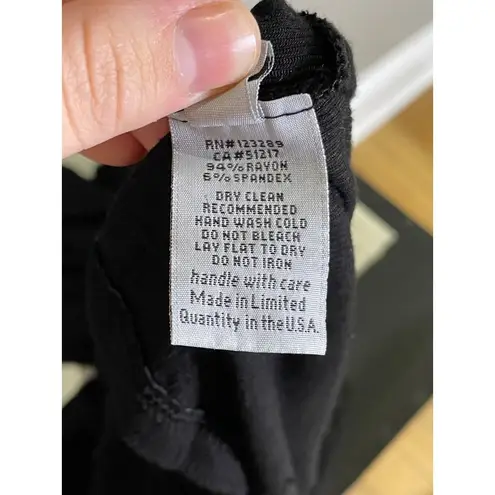 RN#123289
CA#51217
94% RAYON
6% SPANDEX
DRY CLEAN
RECOMMENDED
HAND WASH COLD
DO NOT BLEACH
LAY FLAT TO DRY
DO NOT IRON
handle with care
Made in Limited
Quantity in the U.S.A.